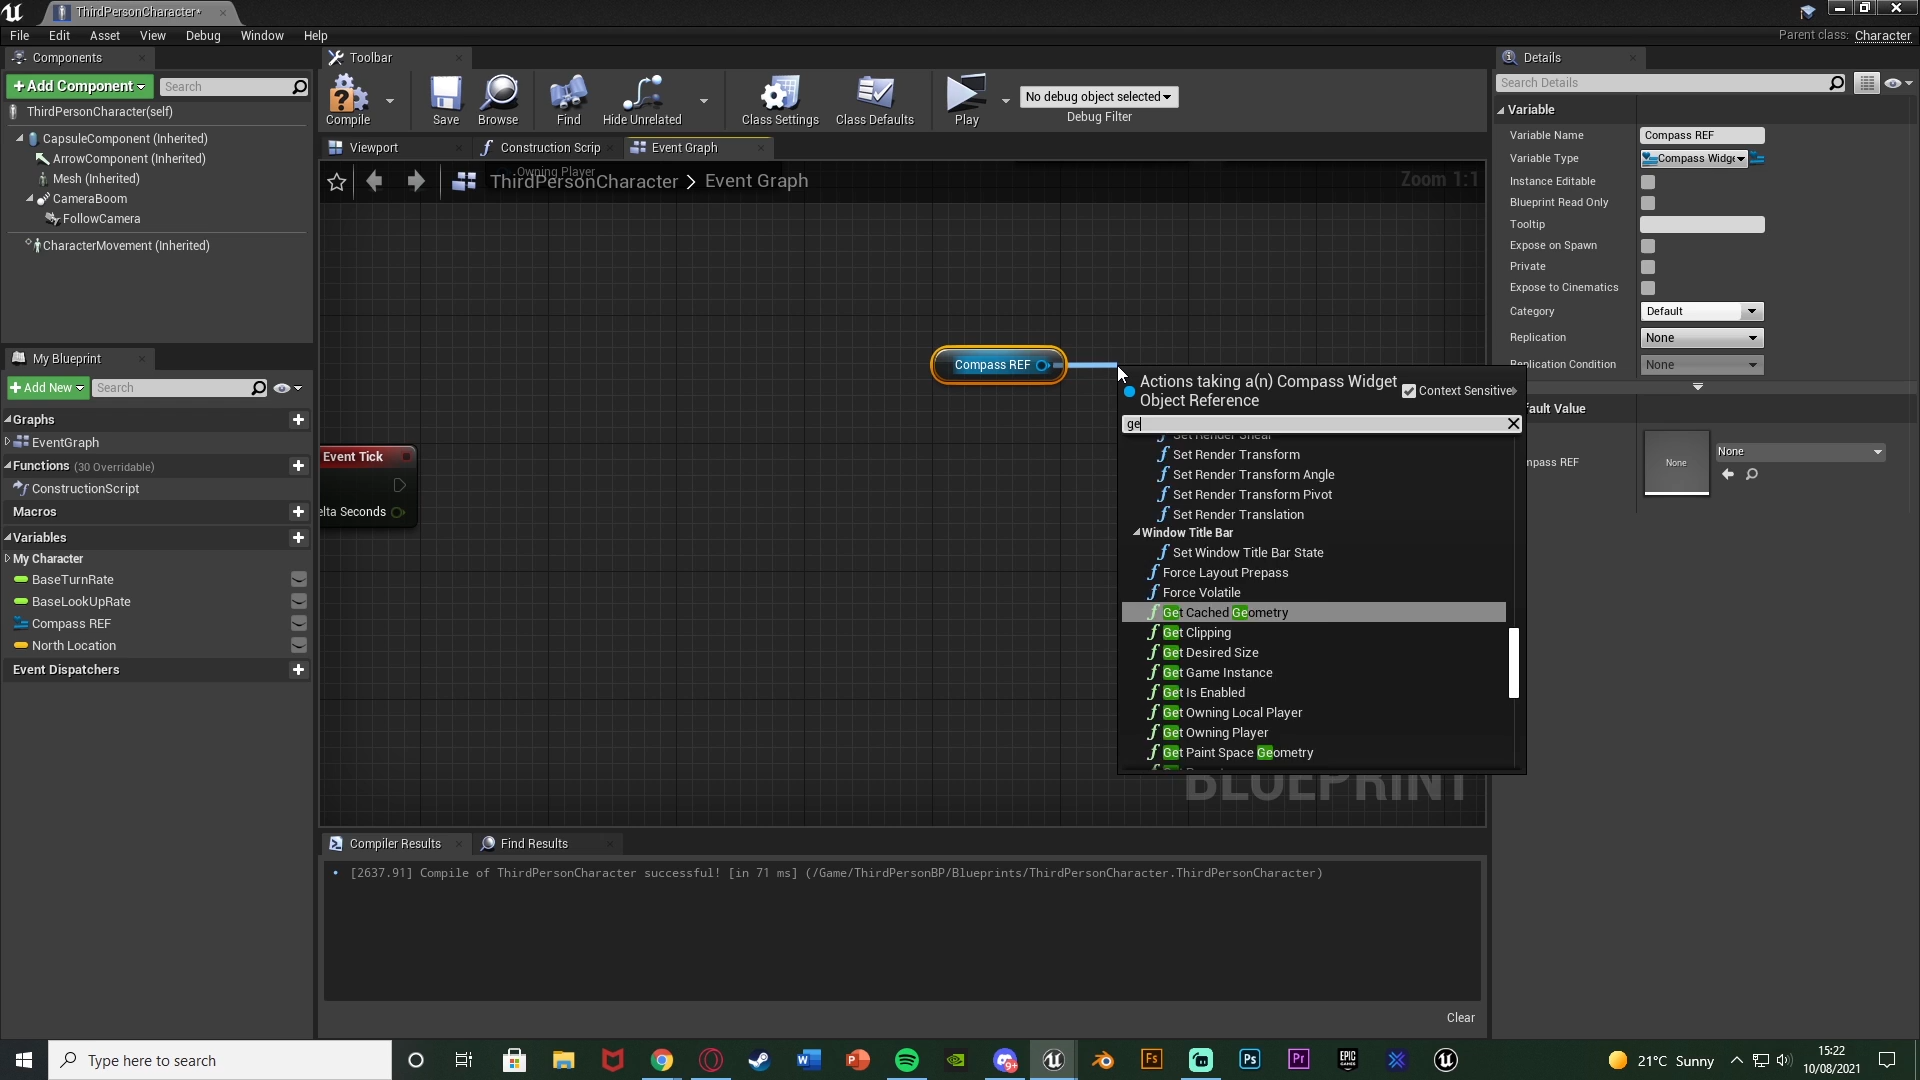 ThirdPersonCharacter*
File Edit Asset View Debug Window Help
Parent class: Character
Components
+Add Component
Search
ThirdPersonCharacter(self)
CapsuleComponent (Inherited)
ArrowComponent (Inherited)
Mesh (Inherited)
CameraBoom
FollowCamera
CharacterMovement (Inherited)
My Blueprint
+Add New
Search
Graphs
EventGraph
Functions (30 Overridable)
ConstructionScript
Macros
Variables
My Character
BaseTurnRate
BaseLookUpRate
Compass REF
North Location
Event Dispatchers
Toolbar
Compile
Save
Browse
Find
Hide Unrelated
Class Settings
Class Defaults
Play
No debug object selected
Debug Filter
Viewport
Construction Scrip
Event Graph
Owning Player
ThirdPersonCharacter > Event Graph
Zoom 1:1
Compass REF
Event Tick
elta Seconds
Actions taking a(n) Compass Widget
Object Reference
Context Sensitive
ge
Set Render Shear
Set Render Transform
Set Render Transform Angle
Set Render Transform Pivot
Set Render Translation
Window Title Bar
Set Window Title Bar State
Force Layout Prepass
Force Volatile
Get Cached Geometry
Get Clipping
Get Desired Size
Get Game Instance
Get Is Enabled
Get Owning Local Player
Get Owning Player
Get Paint Space Geometry
BLUEPRINT
Compiler Results
Find Results
[2637.91] Compile of ThirdPersonCharacter successful! [in 71 ms] (/Game/ThirdPersonBP/Blueprints/ThirdPersonCharacter.ThirdPersonCharacter)
Clear
Details
Search Details
Variable
Variable Name Compass REF
Variable Type Compass Widge
Instance Editable
Blueprint Read Only
Tooltip
Expose on Spawn
Private
Expose to Cinematics
Category Default
Replication None
Replication Condition None
fault Value
mpass REF
None
None
Type here to search
21°C Sunny
15:22
10/08/2021